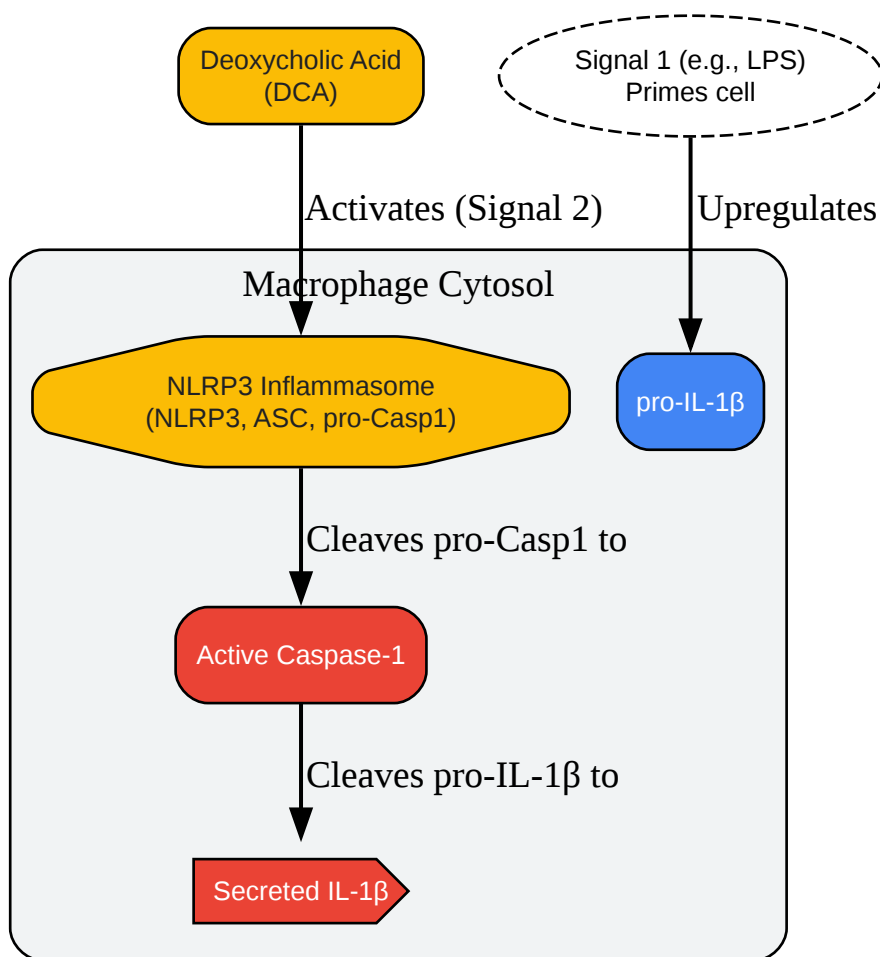 Deoxycholic Acid
(DCA)
Signal 1 (e.g., LPS)
Primes cell
Activates (Signal 2)
Upregulates
Macrophage Cytosol
NLRP3 Inflammasome
(NLRP3, ASC, pro-Casp1)
pro-IL-1β
Cleaves pro-Casp1 to
Active Caspase-1
Cleaves pro-IL-1β to
Secreted IL-1β